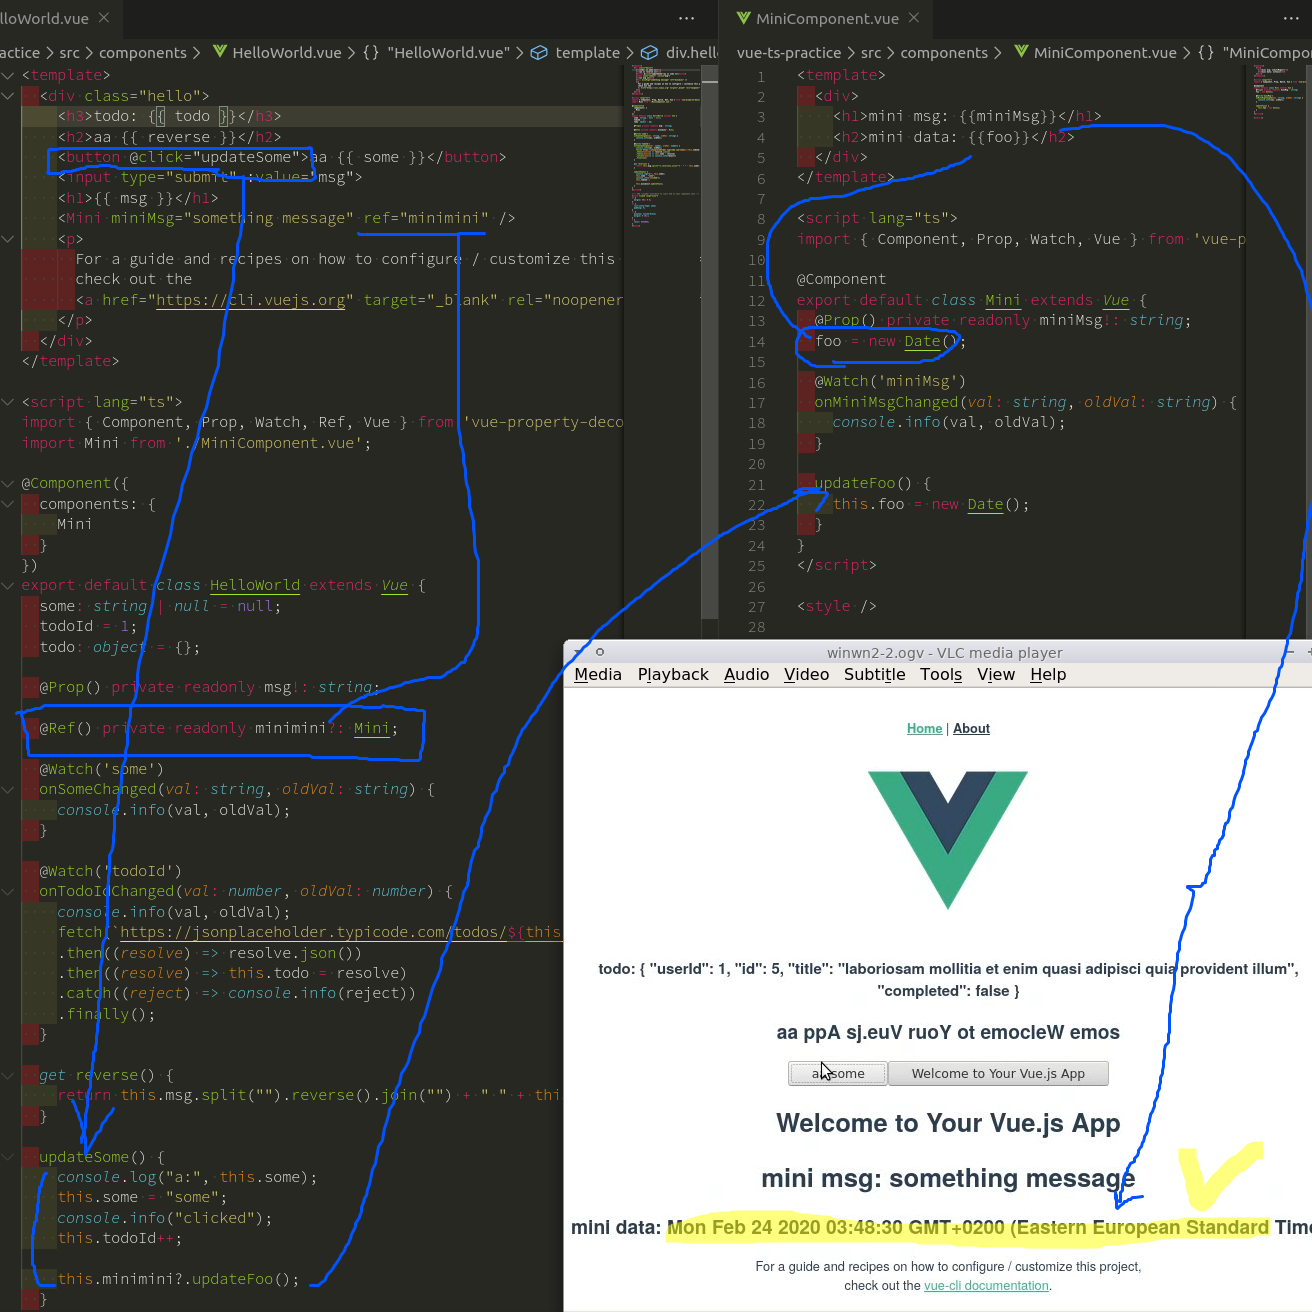 lloWorld.vue
actice > src > components > HelloWorld.vue > {} "HelloWorld.vue" > template > div.hell
<template>
<div class="hello">
<h3>todo: {{ todo }}</h3>
<h2>aa {{ reverse }}</h2>
<button @click="updateSome">aa {{ some }}</button>
<input type="submit" :value="msg">
<h1>{{ msg }}</h1>
<Mini miniMsg="something message" ref="minimini" />
<p>
For a guide and recipes on how to configure / customize this
check out the
<a href="https://cli.vuejs.org" target="_blank" rel="noopener
</p>
</div>
</template>
<script lang="ts">
import { Component, Prop, Watch, Ref, Vue } from 'vue-property-deco
import Mini from './MiniComponent.vue';
@Component({
components: {
Mini
}
})
export default class HelloWorld extends Vue {
some: string | null = null;
todoId = 1;
todo: object = {};
@Prop() private readonly msg!: string;
@Ref() private readonly minimini?: Mini;
@Watch('some')
onSomeChanged(val: string, oldVal: string) {
console.info(val, oldVal);
}
@Watch('todoId')
onTodoIdChanged(val: number, oldVal: number) {
console.info(val, oldVal);
fetch(`https://jsonplaceholder.typicode.com/todos/${this
.then((resolve) => resolve.json())
.then((resolve) => this.todo = resolve)
.catch((reject) => console.info(reject))
.finally();
}
get reverse() {
return this.msg.split("").reverse().join("") + " " + thi
}
updateSome() {
console.log("a:", this.some);
this.some = "some";
console.info("clicked");
this.todoId++;
this.minimini?.updateFoo();
}
MiniComponent.vue
vue-ts-practice > src > components > MiniComponent.vue > {} "MiniCompo
1 <template>
2 <div>
3 <h1>mini msg: {{miniMsg}}</h1>
4 <h2>mini data: {{foo}}</h2>
5 </div>
6 </template>
7
8 <script lang="ts">
9 import { Component, Prop, Watch, Vue } from 'vue-p
10
11 @Component
12 export default class Mini extends Vue {
13 @Prop() private readonly miniMsg!: string;
14 foo = new Date();
15
16 @Watch('miniMsg')
17 onMiniMsgChanged(val: string, oldVal: string) {
18 console.info(val, oldVal);
19 }
20
21 updateFoo() {
22 this.foo = new Date();
23 }
24 }
25 </script>
26
27 <style />
28
winwn2-2.ogv - VLC media player
Media Playback Audio Video Subtitle Tools View Help
Home | About
todo: { "userId": 1, "id": 5, "title": "laboriosam mollitia et enim quasi adipisci quia provident illum",
"completed": false }
aa ppA sj.euV ruoY ot emocleW emos
aa some Welcome to Your Vue.js App
Welcome to Your Vue.js App
mini msg: something message
mini data: Mon Feb 24 2020 03:48:30 GMT+0200 (Eastern European Standard Time
For a guide and recipes on how to configure / customize this project,
check out the vue-cli documentation.